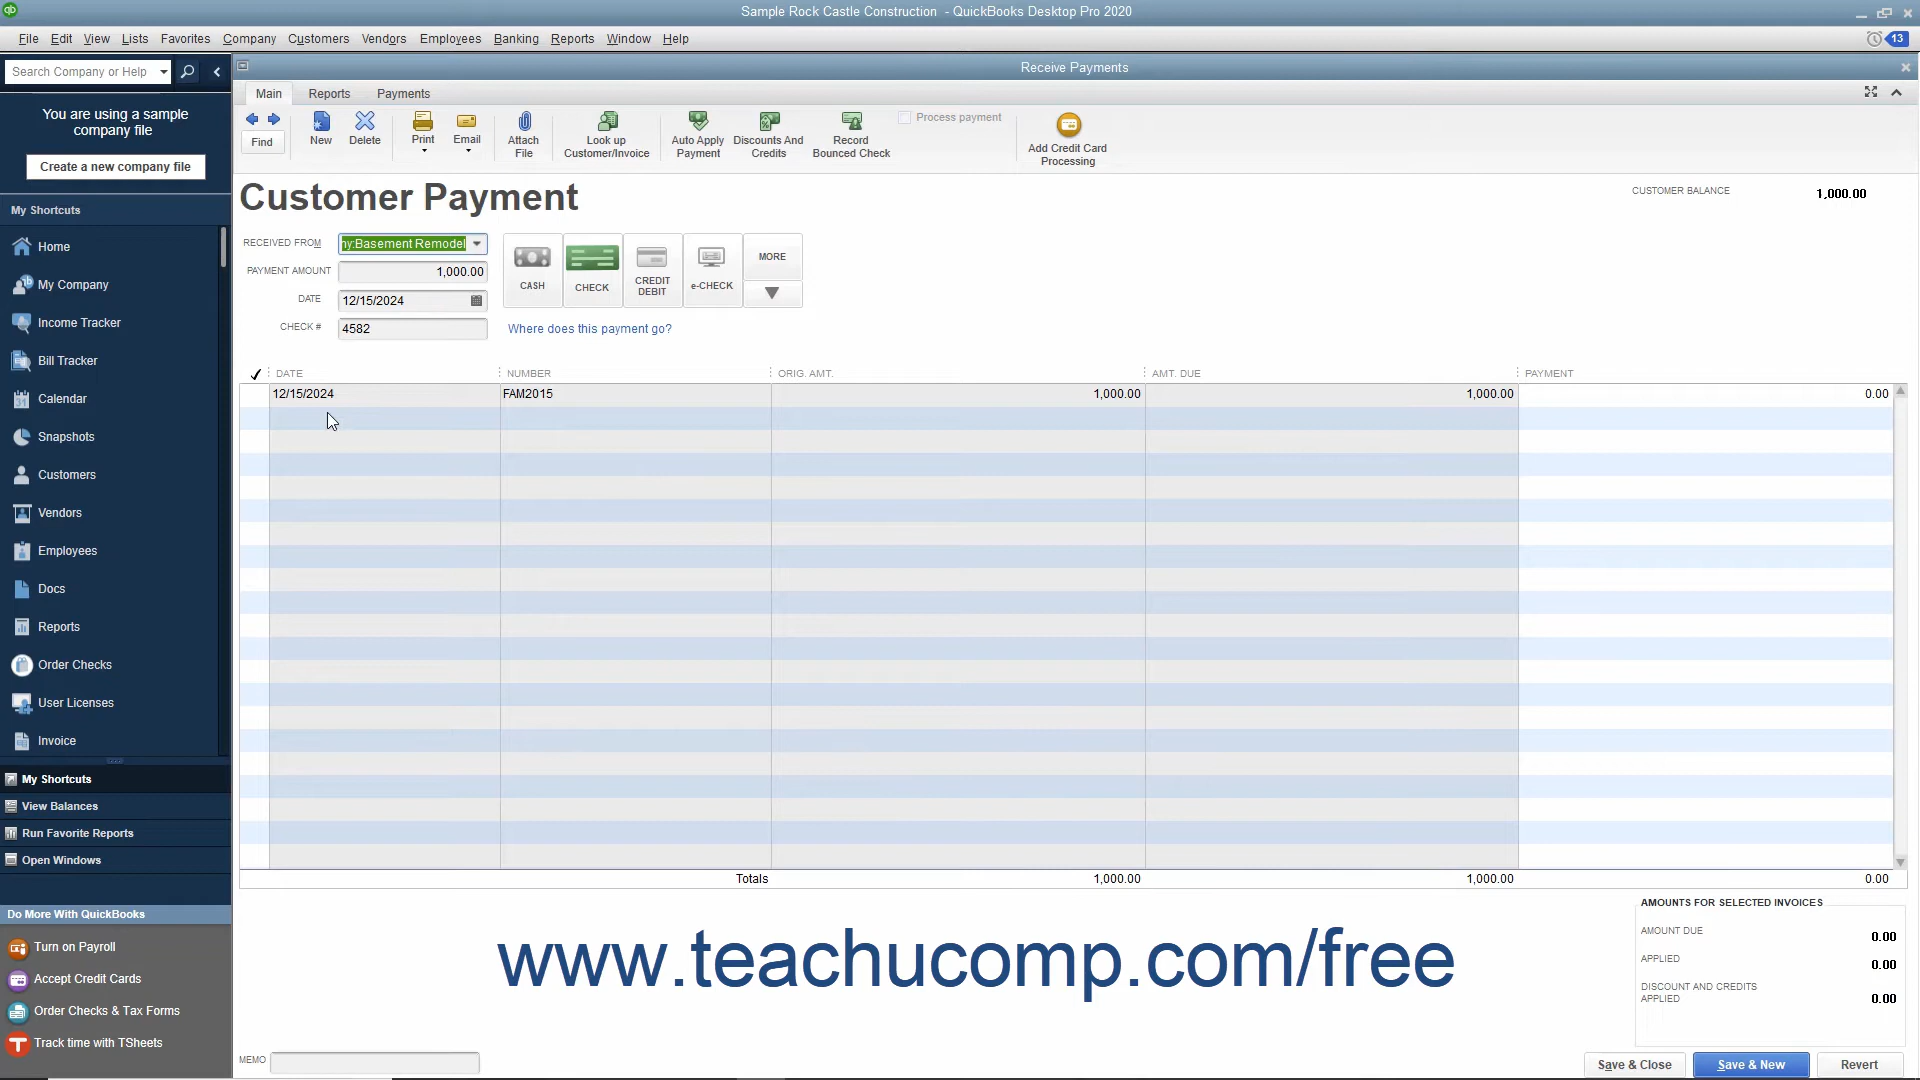 Sample Rock Castle Construction - QuickBooks Desktop Pro 2020
File Edit View Lists Favorites Company Customers Vendors Employees Banking Reports Window Help
13
Search Company or Help
Receive Payments
You are using a sample
company file
Create a new company file
Main Reports Payments
Find
New
Delete
Print
Email
Attach
File
Look up
Customer/Invoice
Auto Apply
Payment
Discounts And
Credits
Record
Bounced Check
Process payment
Add Credit Card
Processing
My Shortcuts
Home
My Company
Income Tracker
Bill Tracker
Calendar
Snapshots
Customers
Vendors
Employees
Docs
Reports
Order Checks
User Licenses
Invoice
My Shortcuts
View Balances
Run Favorite Reports
Open Windows
Do More With QuickBooks
Turn on Payroll
Accept Credit Cards
Order Checks & Tax Forms
Track time with TSheets
Customer Payment
CUSTOMER BALANCE 1,000.00
RECEIVED FROM ny:Basement Remodel
PAYMENT AMOUNT 1,000.00
DATE 12/15/2024
CHECK # 4582
CASH
CHECK
CREDIT
DEBIT
e-CHECK
MORE
Where does this payment go?
DATE NUMBER ORIG. AMT. AMT. DUE PAYMENT
12/15/2024 FAM2015 1,000.00 1,000.00 0.00
Totals 1,000.00 1,000.00 0.00
www.teachucomp.com/free
AMOUNTS FOR SELECTED INVOICES
AMOUNT DUE 0.00
APPLIED 0.00
DISCOUNT AND CREDITS
APPLIED 0.00
MEMO
Save & Close Save & New Revert